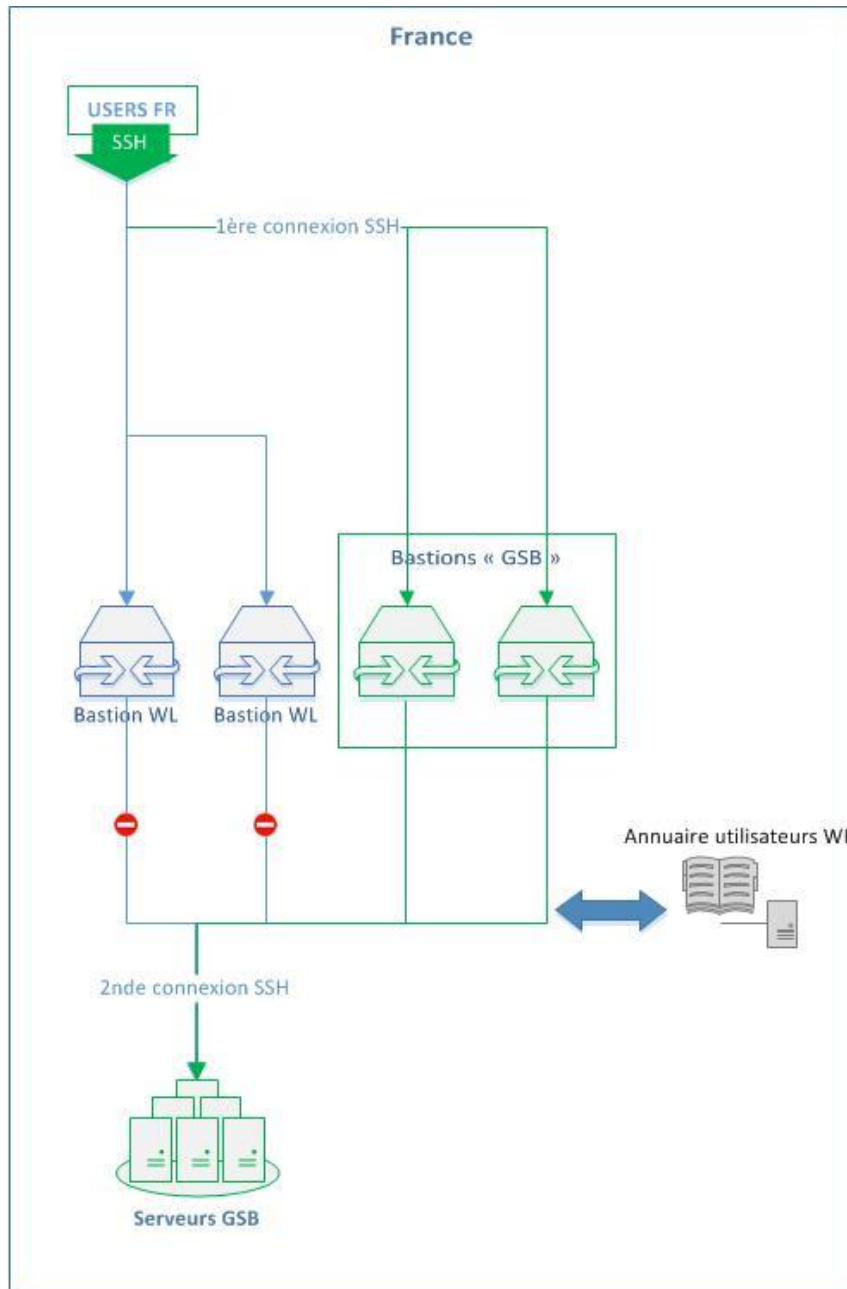 France
USERS FR
SSH
1ère connexion SSH
Bastions « GSB »
Bastion WL
Bastion WL
Annuaire utilisateurs WL
2nde connexion SSH
Serveurs GSB